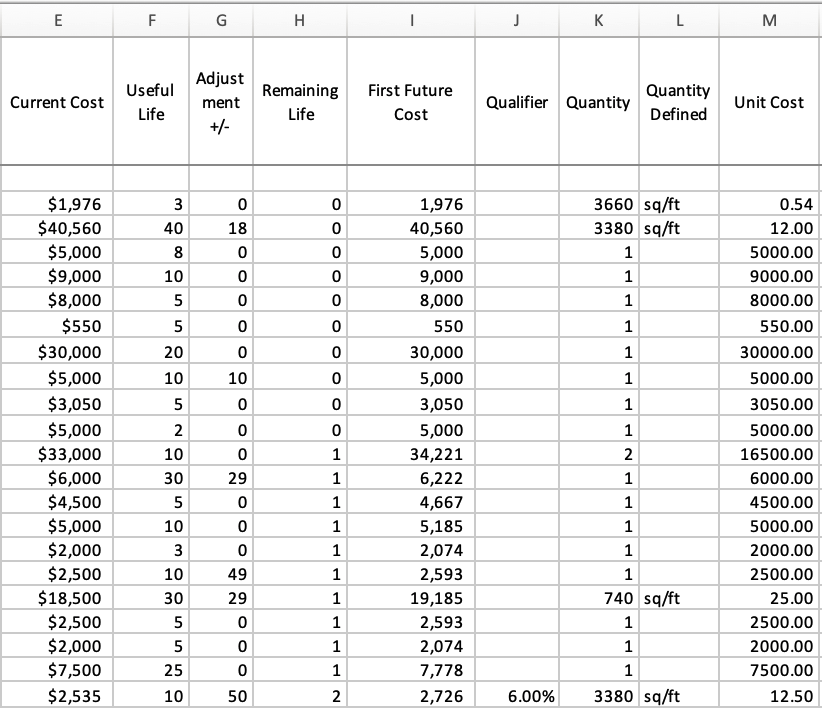 E F G H I J K L M
Current Cost Useful Life Adjust ment +/- Remaining Life First Future Cost Qualifier Quantity Quantity Defined Unit Cost
$1,976 3 0 0 1,976 3660 sq/ft 0.54
$40,560 40 18 0 40,560 3380 sq/ft 12.00
$5,000 8 0 0 5,000 1 5000.00
$9,000 10 0 0 9,000 1 9000.00
$8,000 5 0 0 8,000 1 8000.00
$550 5 0 0 550 1 550.00
$30,000 20 0 0 30,000 1 30000.00
$5,000 10 10 0 5,000 1 5000.00
$3,050 5 0 0 3,050 1 3050.00
$5,000 2 0 0 5,000 1 5000.00
$33,000 10 0 1 34,221 2 16500.00
$6,000 30 29 1 6,222 1 6000.00
$4,500 5 0 1 4,667 1 4500.00
$5,000 10 0 1 5,185 1 5000.00
$2,000 3 0 1 2,074 1 2000.00
$2,500 10 49 1 2,593 1 2500.00
$18,500 30 29 1 19,185 740 sq/ft 25.00
$2,500 5 0 1 2,593 1 2500.00
$2,000 5 0 1 2,074 1 2000.00
$7,500 25 0 1 7,778 1 7500.00
$2,535 10 50 2 2,726 6.00% 3380 sq/ft 12.50